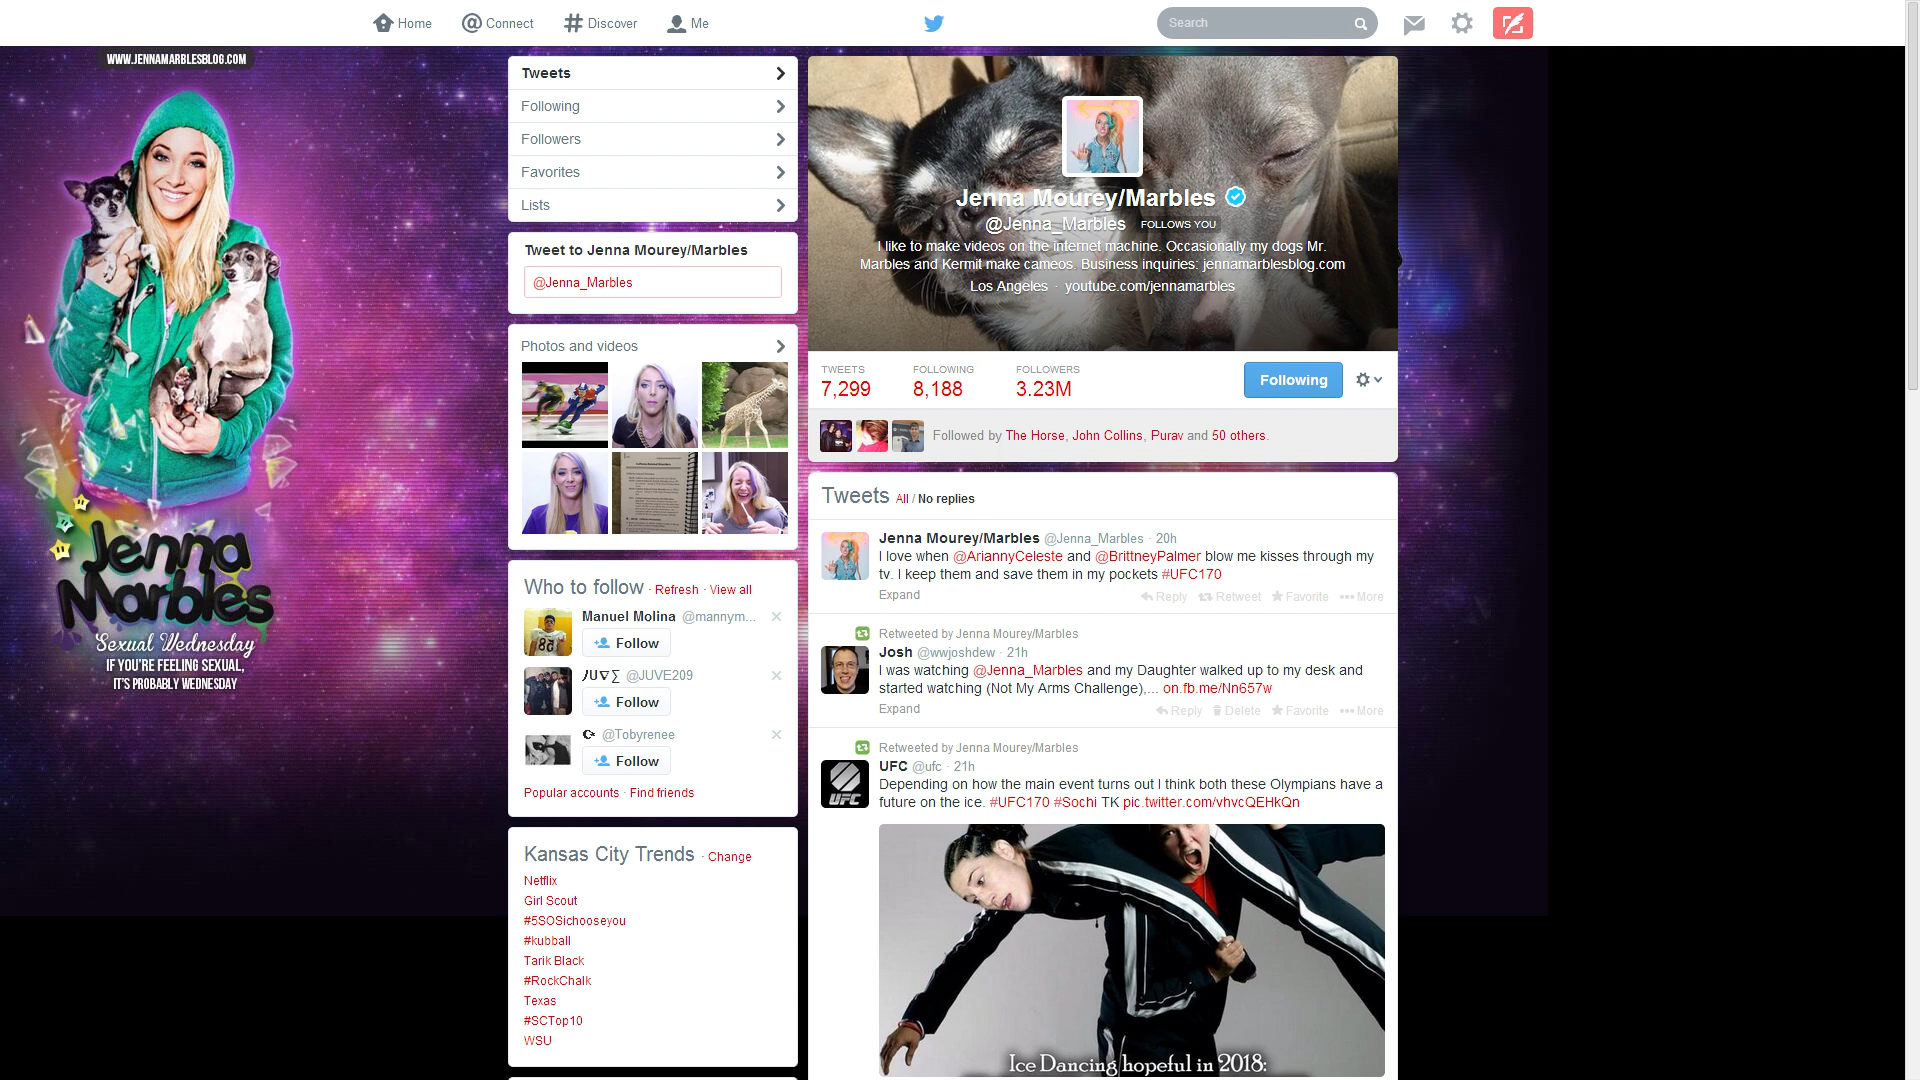 Home
Connect
Discover
Me
Search
WWW.JENNAMARBLESBLOG.COM
Jenna
Marbles
Sexual Wednesday
IF YOU'RE FEELING SEXUAL,
IT'S PROBABLY WEDNESDAY
Tweets
Following
Followers
Favorites
Lists
Tweet to Jenna Mourey/Marbles
@Jenna_Marbles
Photos and videos
Who to follow · Refresh · View all
Manuel Molina @mannym...
Follow
@JUVE209
Follow
@Tobyrenee
Follow
Popular accounts · Find friends
Kansas City Trends · Change
Netflix
Girl Scout
#5SOSichooseyou
#kubball
Tarik Black
#RockChalk
Texas
#SCTop10
WSU
Jenna Mourey/Marbles
@Jenna_Marbles FOLLOWS YOU
I like to make videos on the internet machine. Occasionally my dogs Mr.
Marbles and Kermit make cameos. Business inquiries: jennamarblesblog.com
Los Angeles · youtube.com/jennamarbles
TWEETS FOLLOWING FOLLOWERS
7,299 8,188 3.23M
Following
Followed by The Horse, John Collins, Purav and 50 others.
Tweets All / No replies
Jenna Mourey/Marbles @Jenna_Marbles · 20h
I love when @AriannyCeleste and @BrittneyPalmer blow me kisses through my
tv. I keep them and save them in my pockets #UFC170
Expand Reply Retweet Favorite More
Retweeted by Jenna Mourey/Marbles
Josh @wwjoshdew · 21h
I was watching @Jenna_Marbles and my Daughter walked up to my desk and
started watching (Not My Arms Challenge),... on.fb.me/Nn657w
Expand Reply Delete Favorite More
Retweeted by Jenna Mourey/Marbles
UFC @ufc · 21h
UFC
Depending on how the main event turns out I think both these Olympians have a
future on the ice. #UFC170 #Sochi TK pic.twitter.com/vhvcQEHkQn
Ice Dancing hopeful in 2018: